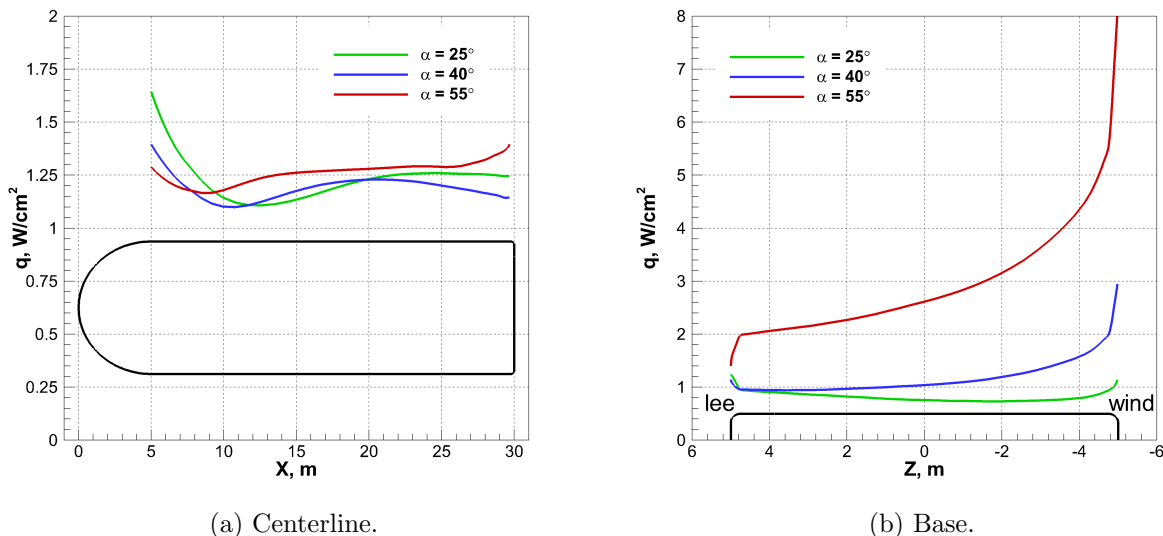 2
1.75
1.5
1.25
1
0.75
0.5
0.25
0
q, W/cm²
α = 25°
α = 40°
α = 55°
0 5 10 15 20 25 30
X, m
(a) Centerline.
8
7
6
5
4
3
2
1
0
q, W/cm²
α = 25°
α = 40°
α = 55°
lee wind
6 4 2 0 -2 -4 -6
Z, m
(b) Base.